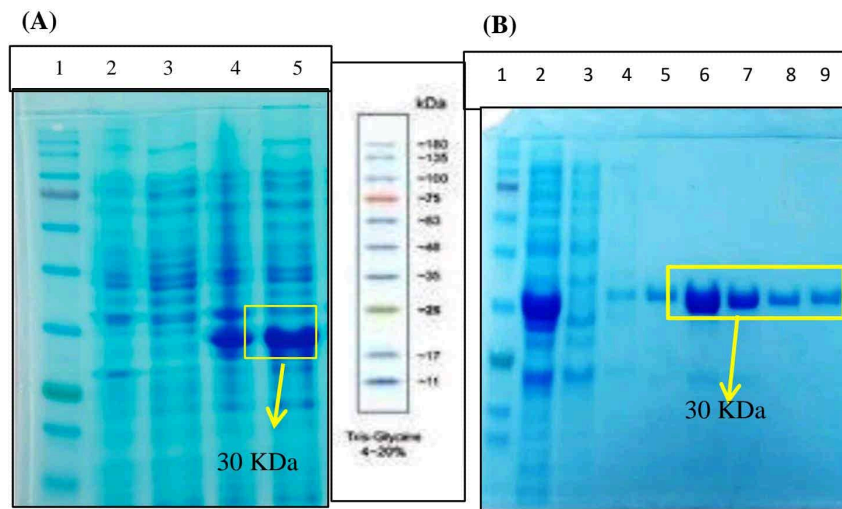 (A)
1 2 3 4 5
30 KDa
kDa
~180
~135
~100
~75
~63
~48
~35
~25
~17
~11
Tris-Glycine
4~20%
(B)
1 2 3 4 5 6 7 8 9
30 KDa